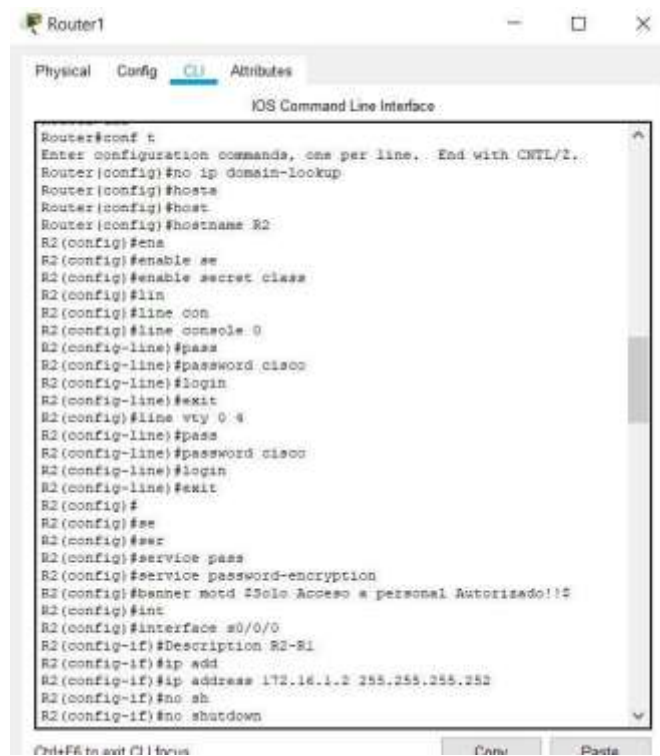 Router1
Physical Config CLI Attributes
IOS Command Line Interface
Router#conf t
Enter configuration commands, one per line. End with CNTL/Z.
Router(config)#no ip domain-lookup
Router(config)#hosts
Router(config)#host
Router(config)#hostname R2
R2(config)#ena
R2(config)#enable se
R2(config)#enable secret class
R2(config)#lin
R2(config)#line con
R2(config)#line console 0
R2(config-line)#pass
R2(config-line)#password cisco
R2(config-line)#login
R2(config-line)#exit
R2(config)#line vty 0 4
R2(config-line)#pass
R2(config-line)#password cisco
R2(config-line)#login
R2(config-line)#exit
R2(config)#
R2(config)#se
R2(config)#ser
R2(config)#service pass
R2(config)#service password-encryption
R2(config)#banner motd $Solo Acceso a personal Autorizado!!$
R2(config)#int
R2(config)#interface s0/0/0
R2(config-if)#Description R2-R1
R2(config-if)#ip add
R2(config-if)#ip address 172.16.1.2 255.255.255.252
R2(config-if)#no sh
R2(config-if)#no shutdown
Ctrl+F6 to exit CLI focus
Copy Paste